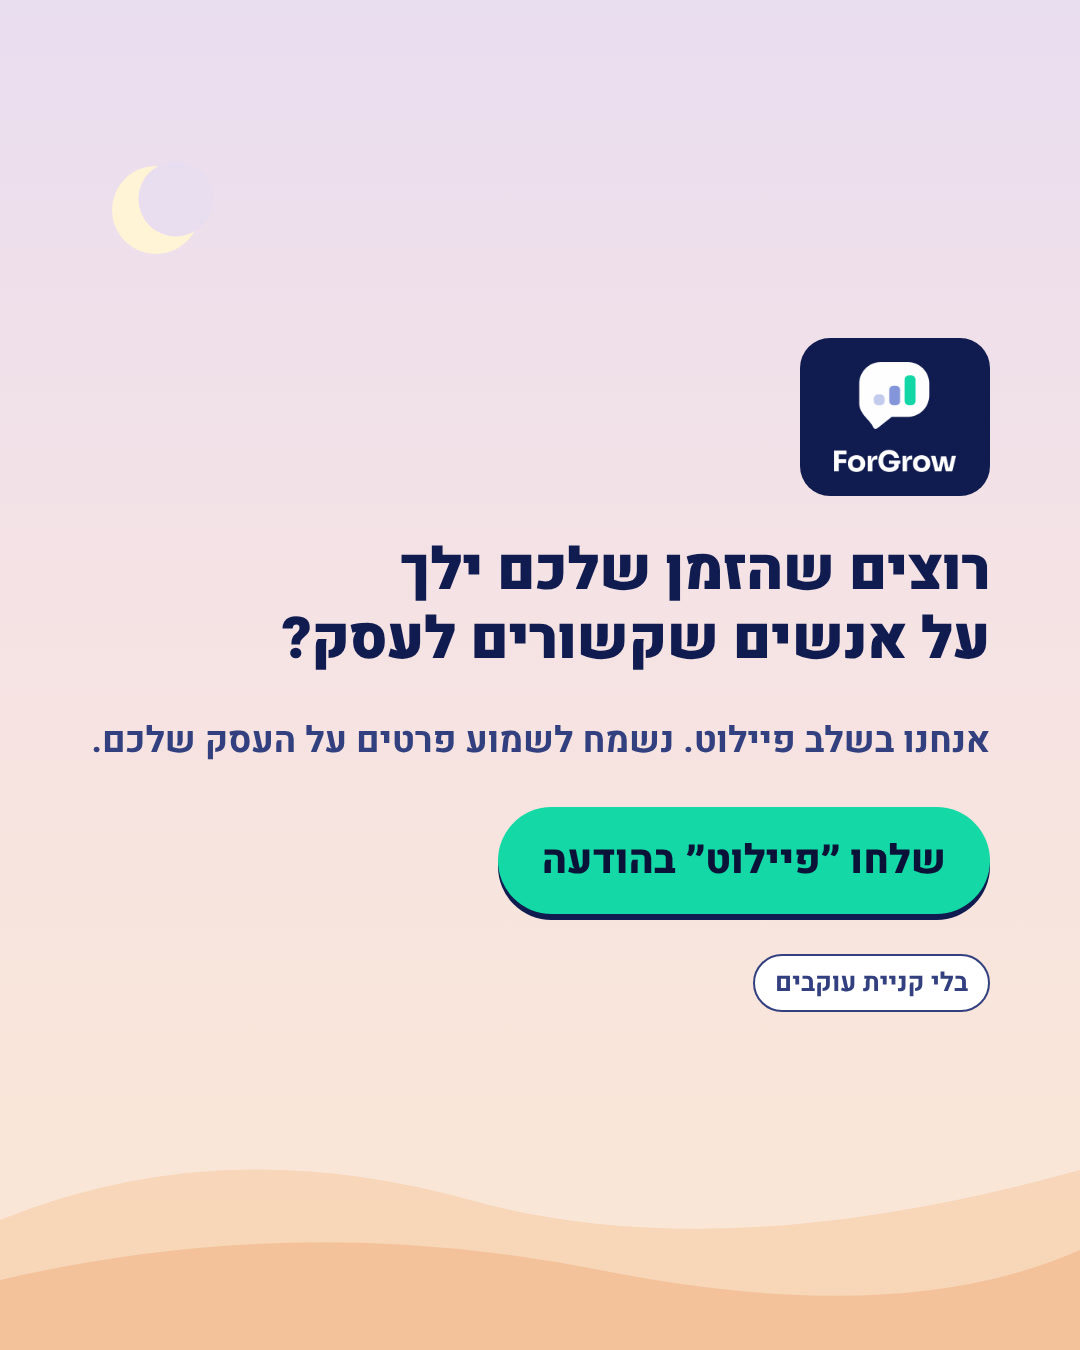 ForGrow
רוצים שהזמן שלכם ילך
על אנשים שקשורים לעסק?
אנחנו בשלב פיילוט. נשמח לשמוע פרטים על העסק שלכם.
שלחו ״פיילוט״ בהודעה
בלי קניית עוקבים